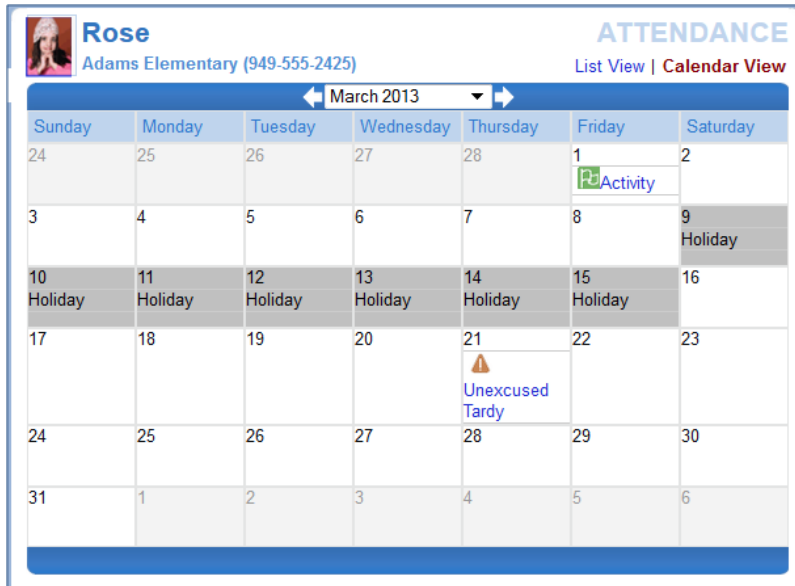 Rose
ATTENDANCE
Adams Elementary (949-555-2425)
List View | Calendar View
March 2013
Sunday Monday Tuesday Wednesday Thursday Friday Saturday
24 25 26 27 28 1 2
Activity
3 4 5 6 7 8 9
Holiday
10 11 12 13 14 15 16
Holiday Holiday Holiday Holiday Holiday Holiday
17 18 19 20 21 22 23
Unexcused
Tardy
24 25 26 27 28 29 30
31 1 2 3 4 5 6